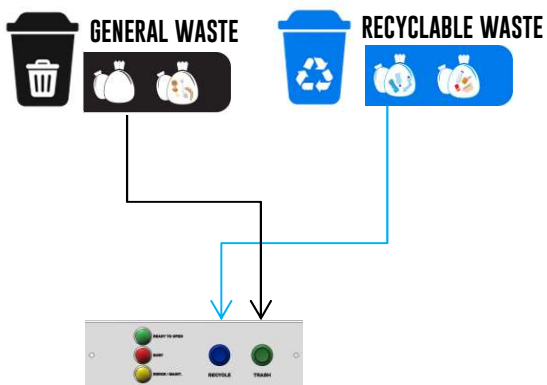 GENERAL WASTE
RECYCLABLE WASTE
READY TO OPEN
BUSY
RECYCLE
TRASH